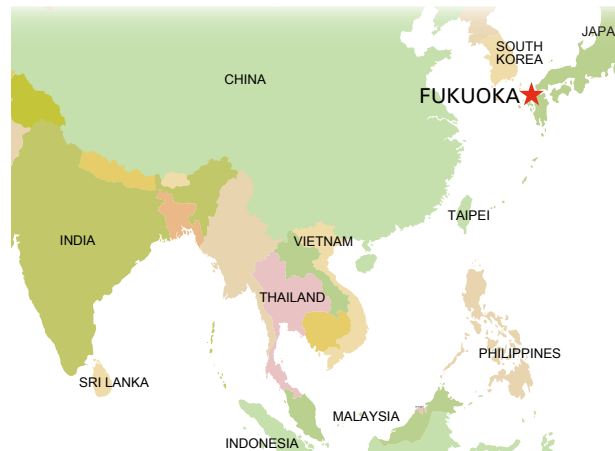 JAPA
SOUTH
KOREA
CHINA
FUKUOKA
TAIPEI
INDIA
VIETNAM
THAILAND
PHILIPPINES
SRI LANKA
MALAYSIA
INDONESIA